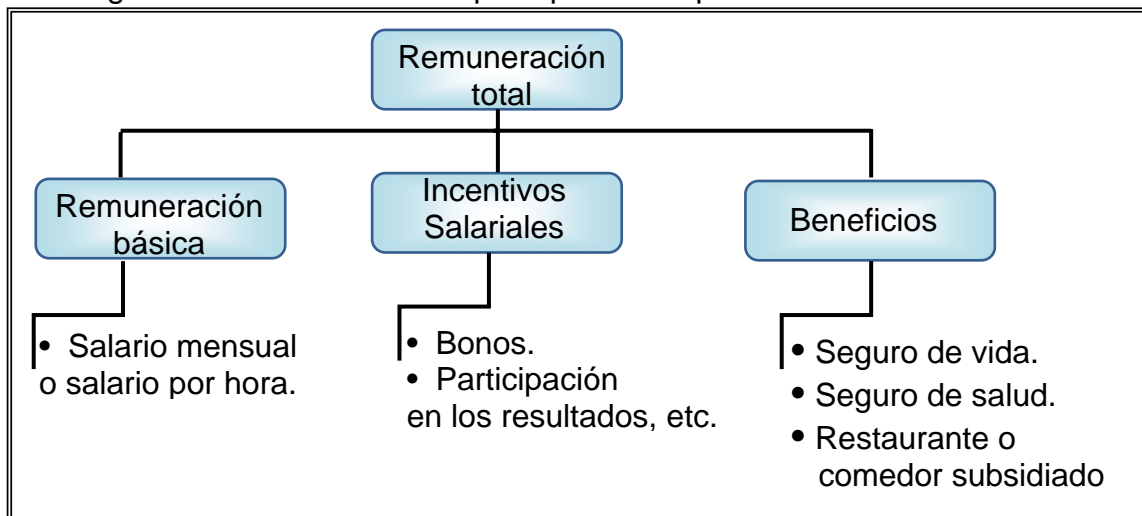 Remuneración
total
Remuneración
básica
Incentivos
Salariales
Beneficios
• Salario mensual
o salario por hora.
• Bonos.
• Participación
en los resultados, etc.
• Seguro de vida.
• Seguro de salud.
• Restaurante o
comedor subsidiado